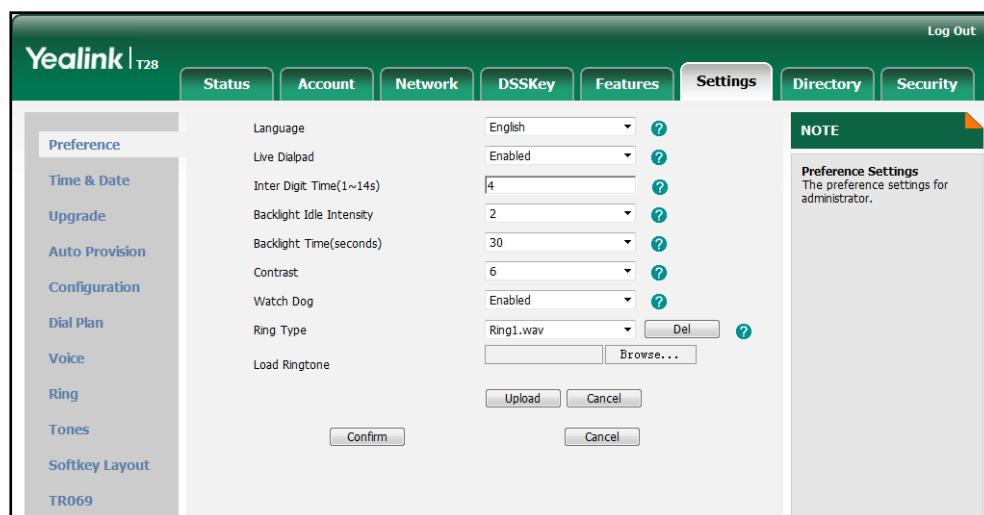 Log Out
Yealink | T28
Status Account Network DSSKey Features Settings Directory Security
Preference
Time & Date
Upgrade
Auto Provision
Configuration
Dial Plan
Voice
Ring
Tones
Softkey Layout
TR069
Language English ?
Live Dialpad Enabled ?
Inter Digit Time(1~14s) 4 ?
Backlight Idle Intensity 2 ?
Backlight Time(seconds) 30 ?
Contrast 6 ?
Watch Dog Enabled ?
Ring Type Ring1.wav Del ?
Load Ringtone Browse...
Upload Cancel
Confirm Cancel
NOTE
Preference Settings
The preference settings for
administrator.